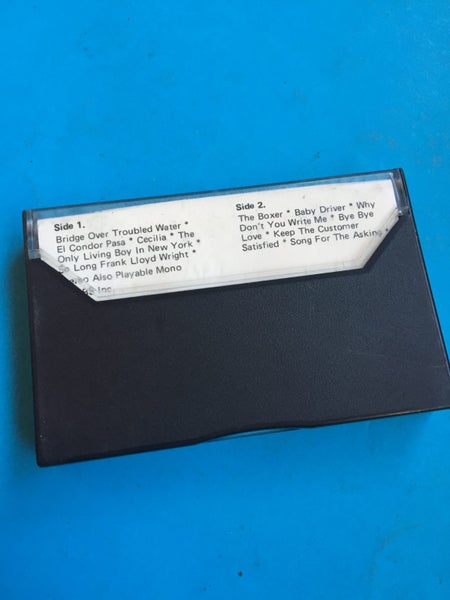 Side 1.
Bridge Over Troubled Water *
El Condor Pasa * Cecilia * The
Only Living Boy In New York *
So Long Frank Lloyd Wright *
Also Playable Mono
Inc.
Side 2.
The Boxer * Baby Driver * Why
Don't You Write Me * Bye Bye
Love * Keep The Customer
Satisfied * Song For The Asking *